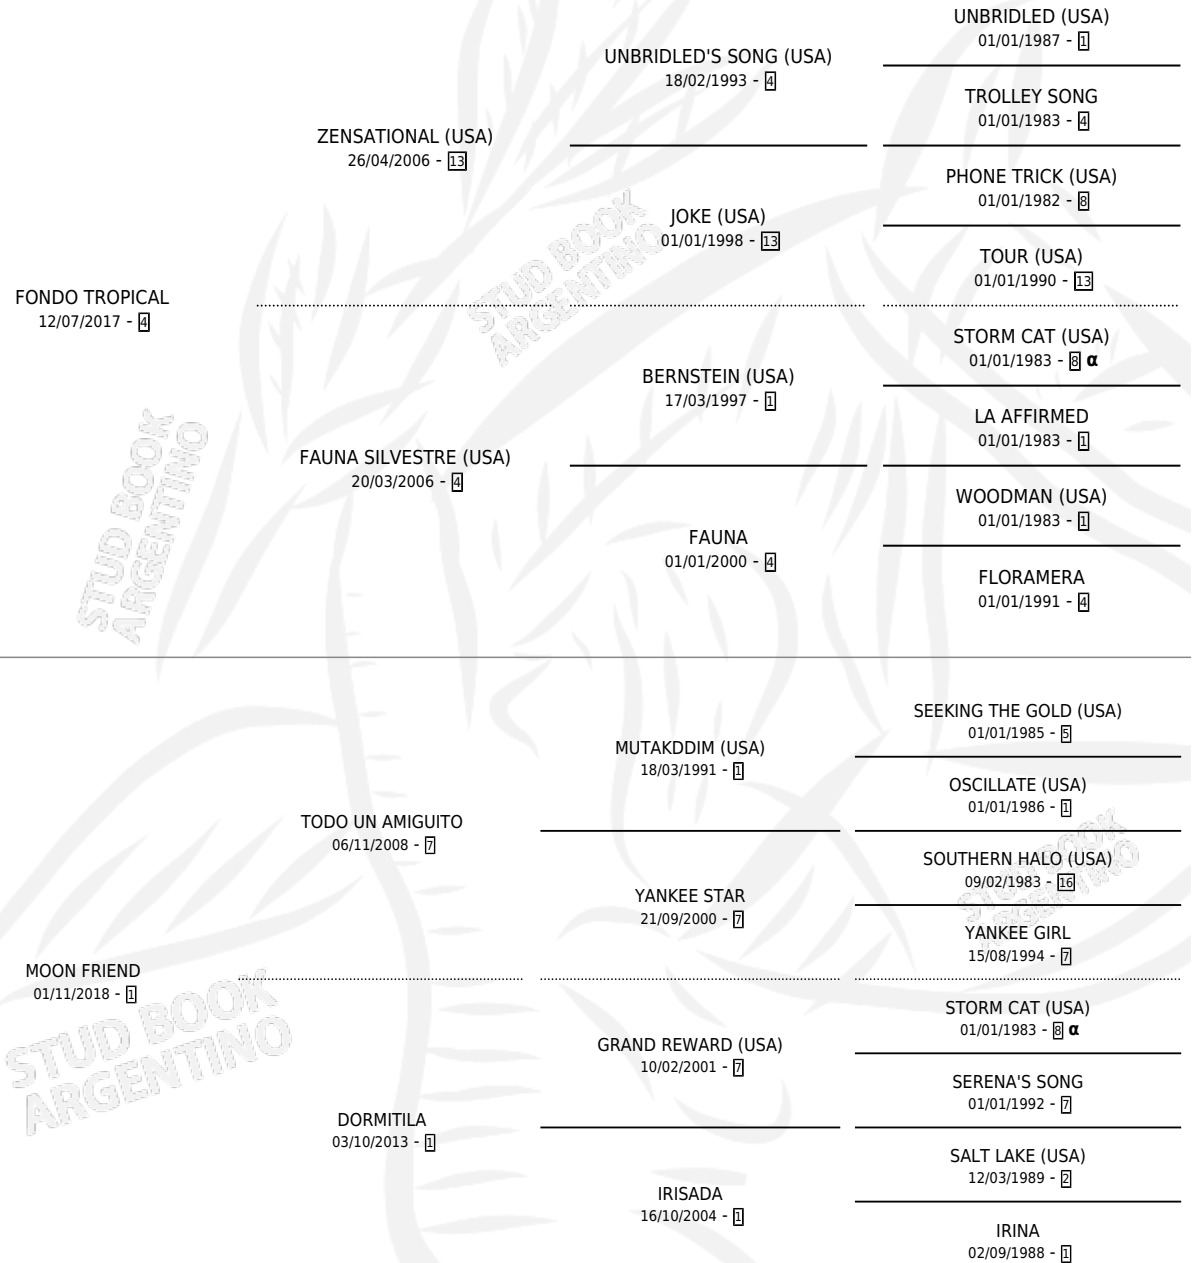 UNBRIDLED (USA)
01/01/1987 - 1
UNBRIDLED'S SONG (USA)
18/02/1993 - 4
TROLLEY SONG
01/01/1983 - 4
ZENSATIONAL (USA)
26/04/2006 - 13
PHONE TRICK (USA)
01/01/1982 - 8
JOKE (USA)
01/01/1998 - 13
TOUR (USA)
01/01/1990 - 13
FONDO TROPICAL
12/07/2017 - 4
STORM CAT (USA)
01/01/1983 - 8 α
BERNSTEIN (USA)
17/03/1997 - 1
LA AFFIRMED
01/01/1983 - 1
FAUNA SILVESTRE (USA)
20/03/2006 - 4
WOODMAN (USA)
01/01/1983 - 1
FAUNA
01/01/2000 - 4
FLORAMERA
01/01/1991 - 4
STUD BOOK
ARGENTINO
STUD BOOK
ARGENTINO
SEEKING THE GOLD (USA)
01/01/1985 - 5
MUTAKDDIM (USA)
18/03/1991 - 1
OSCILLATE (USA)
01/01/1986 - 1
TODO UN AMIGUITO
06/11/2008 - 7
SOUTHERN HALO (USA)
09/02/1983 - 16
YANKEE STAR
21/09/2000 - 7
YANKEE GIRL
15/08/1994 - 7
MOON FRIEND
01/11/2018 - 1
STORM CAT (USA)
01/01/1983 - 8 α
GRAND REWARD (USA)
10/02/2001 - 7
SERENA'S SONG
01/01/1992 - 7
DORMITILA
03/10/2013 - 1
SALT LAKE (USA)
12/03/1989 - 2
IRISADA
16/10/2004 - 1
IRINA
02/09/1988 - 1
STUD BOOK
ARGENTINO
STUD BOOK
ARGENTINO